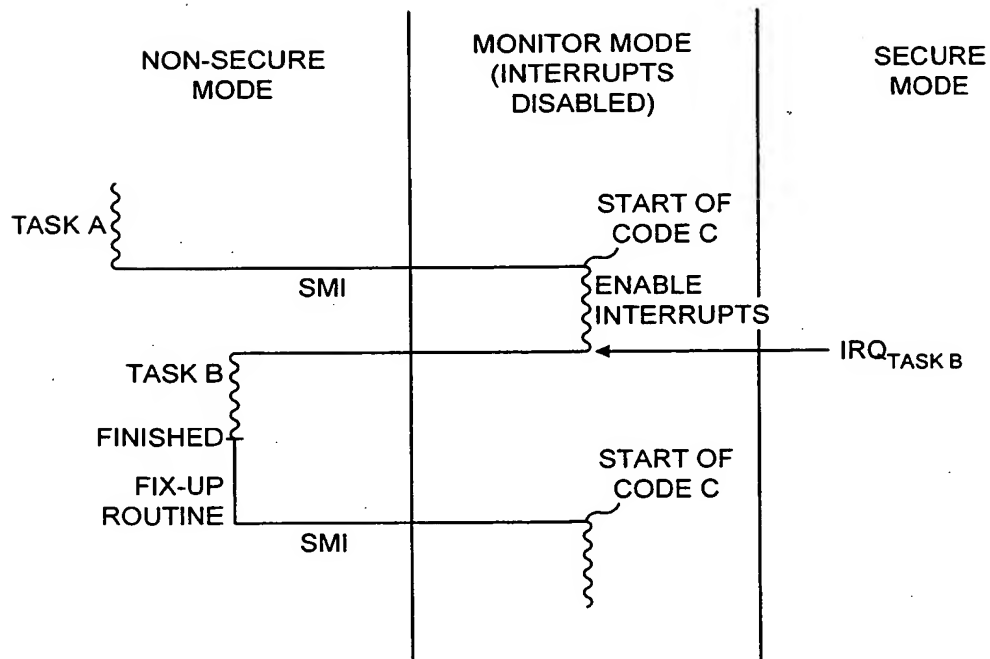 NON-SECURE
MODE
MONITOR MODE
(INTERRUPTS
DISABLED)
SECURE
MODE
TASK A
START OF
CODE C
SMI
ENABLE
INTERRUPTS
TASK B
IRQTASK B
FINISHED
FIX-UP
ROUTINE
START OF
CODE C
SMI